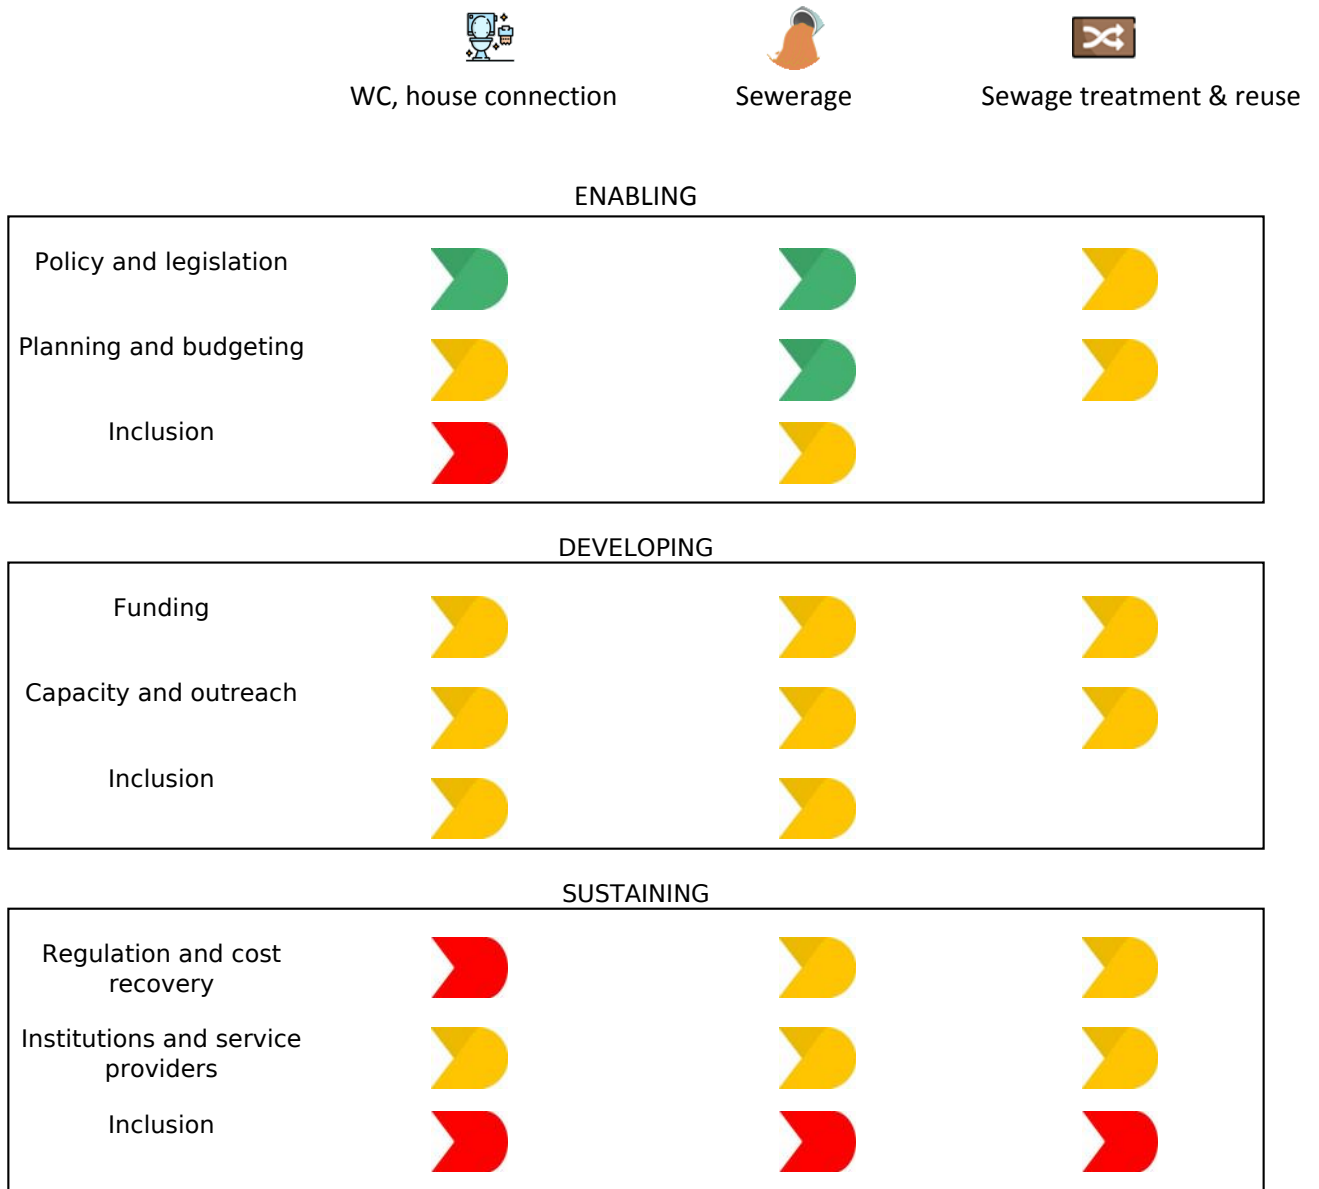 WC, house connection
Sewerage
Sewage treatment & reuse
ENABLING
Policy and legislation
Planning and budgeting
Inclusion
DEVELOPING
Funding
Capacity and outreach
Inclusion
SUSTAINING
Regulation and cost
recovery
Institutions and service
providers
Inclusion